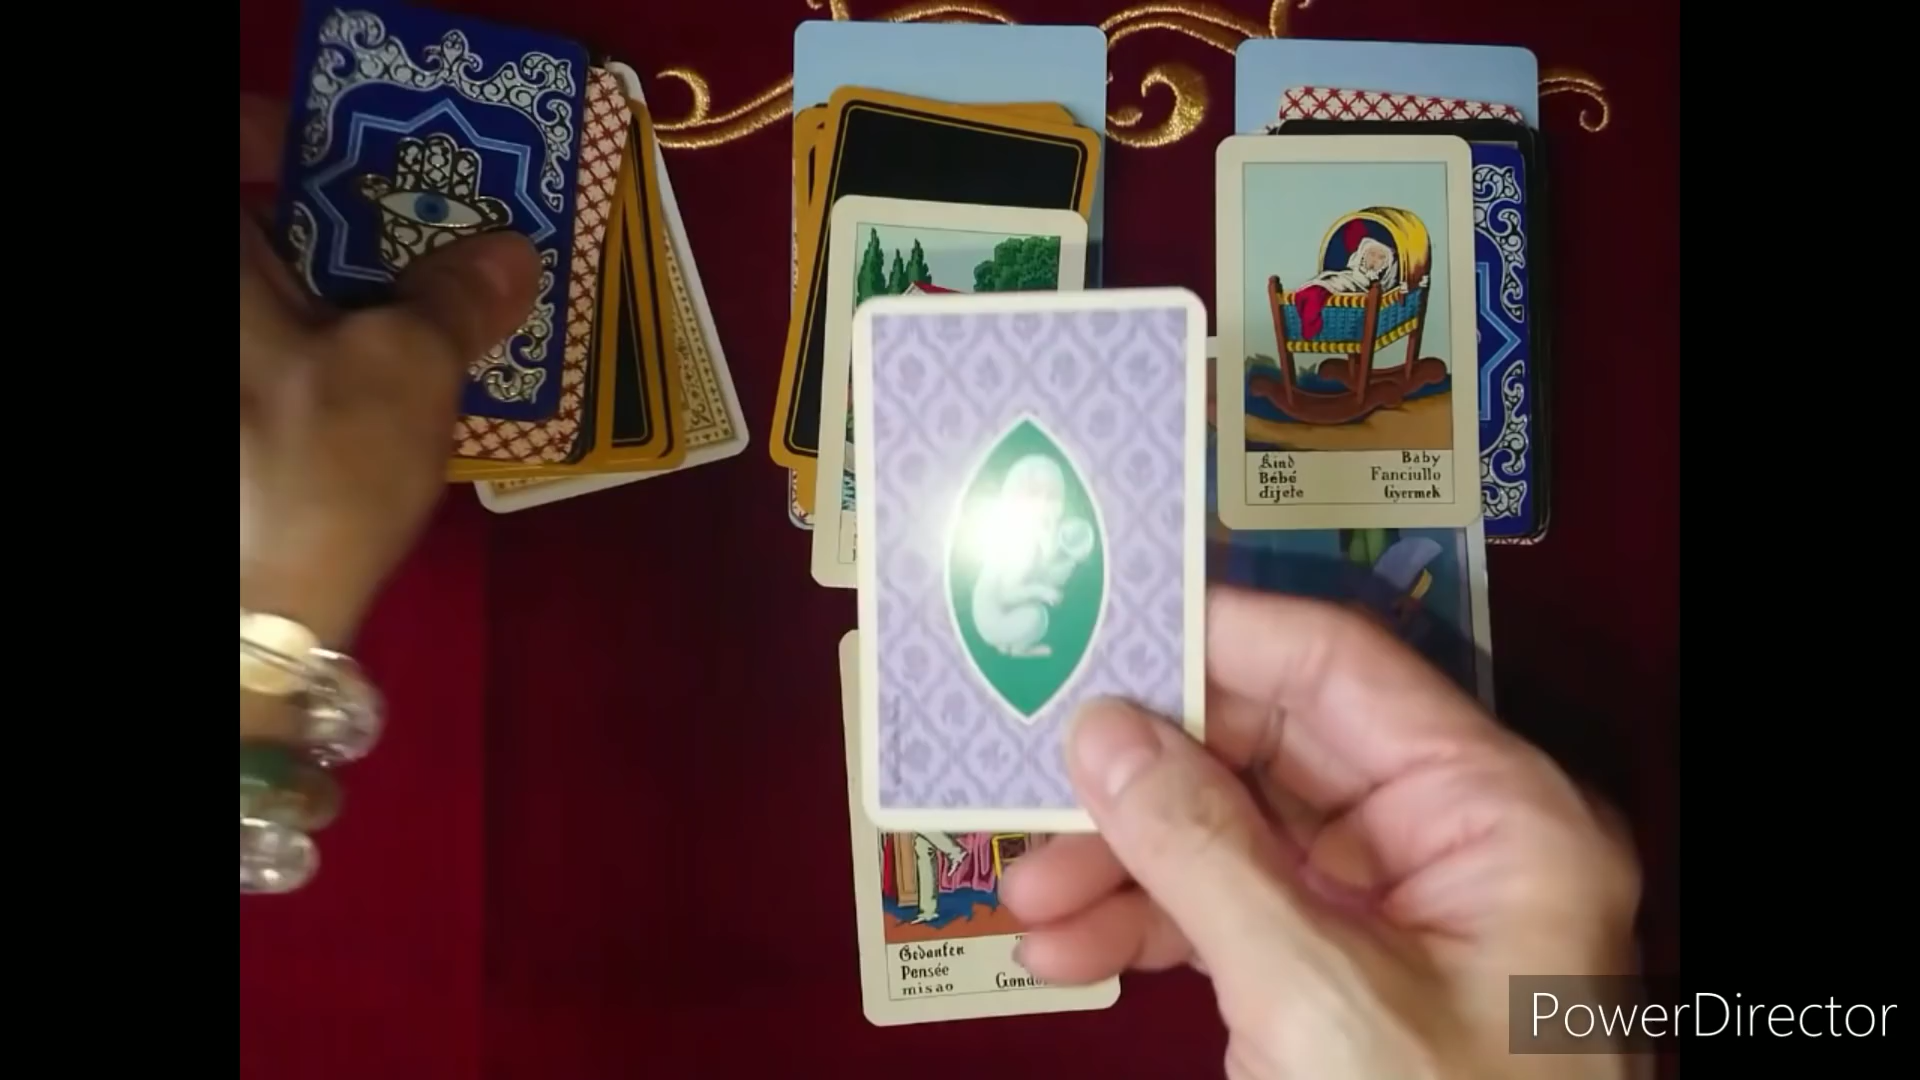 Kind
Bébé
dijete
Baby
Fanciullo
Gyermek
Gedanken
Pensée
misao
PowerDirector